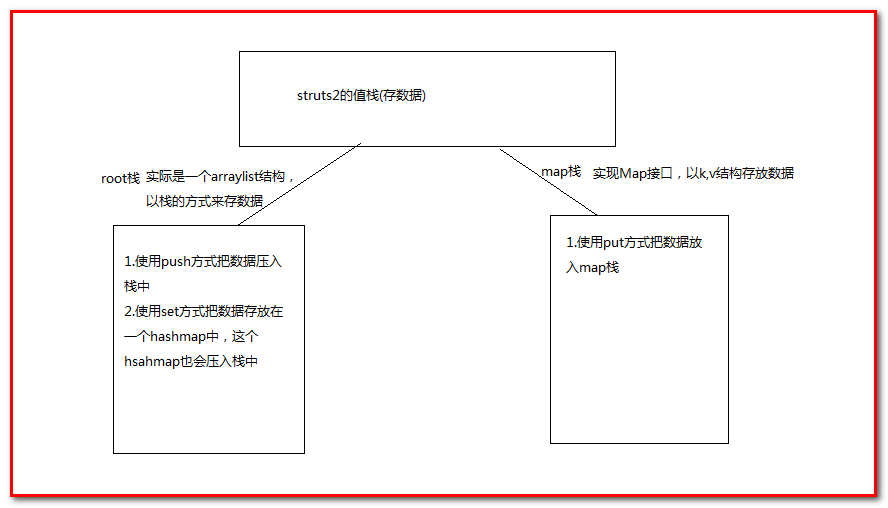 struts2的值栈(存数据)
root栈 实际是一个arraylist结构，
以栈的方式来存数据
map栈 实现Map接口，以k,v结构存放数据
1.使用push方式把数据压入
栈中
2.使用set方式把数据存放在
一个hashmap中，这个
hsahmap也会压入栈中
1.使用put方式把数据放
入map栈